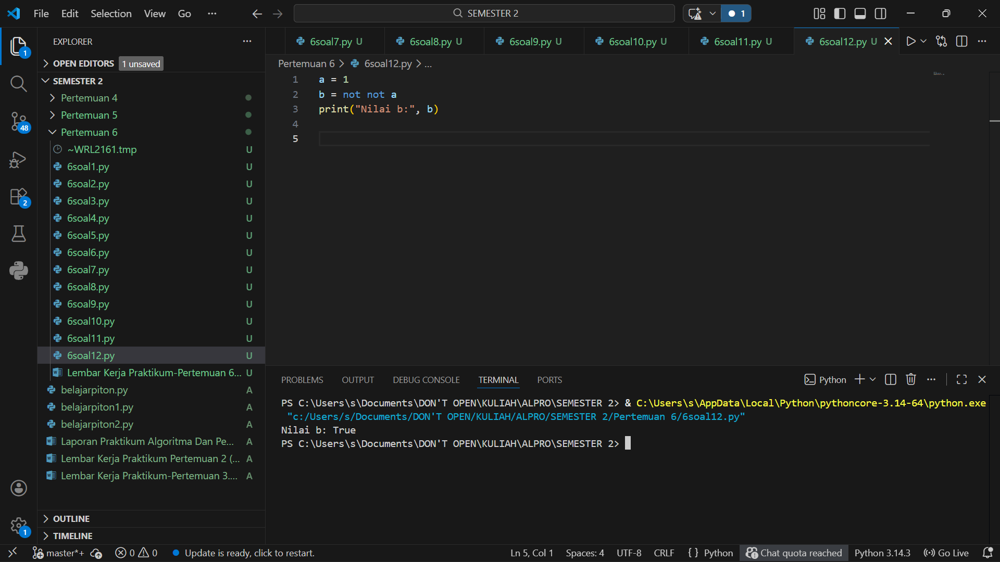 File Edit Selection View Go ··· SEMESTER 2 1
EXPLORER ···
OPEN EDITORS 1 unsaved
SEMESTER 2
Pertemuan 4
Pertemuan 5
Pertemuan 6
~WRL2161.tmp U
6soal1.py U
6soal2.py U
6soal3.py U
6soal4.py U
6soal5.py U
6soal6.py U
6soal7.py U
6soal8.py U
6soal9.py U
6soal10.py U
6soal11.py U
6soal12.py U
Lembar Kerja Praktikum-Pertemuan 6... U
belajarpiton.py A
belajarpiton1.py A
belajarpiton2.py A
Laporan Praktikum Algoritma Dan Pe... A
Lembar Kerja Praktikum Pertemuan 2 (... A
Lembar Kerja Praktikum-Pertemuan 3.... A
OUTLINE
TIMELINE
1
48
2
1
6soal7.py U 6soal8.py U 6soal9.py U 6soal10.py U 6soal11.py U 6soal12.py U
Pertemuan 6 > 6soal12.py > ...
1 a = 1
2 b = not not a
3 print("Nilai b:", b)
4
5
PROBLEMS OUTPUT DEBUG CONSOLE TERMINAL PORTS Python
PS C:\Users\s\Documents\DON'T OPEN\KULIAH\ALPRO\SEMESTER 2> & C:\Users\s\AppData\Local\Python\pythoncore-3.14-64\python.exe
"c:/Users/s/Documents/DON'T OPEN/KULIAH/ALPRO/SEMESTER 2/Pertemuan 6/6soal12.py"
Nilai b: True
PS C:\Users\s\Documents\DON'T OPEN\KULIAH\ALPRO\SEMESTER 2>
master*+ 0 0 Update is ready, click to restart. Ln 5, Col 1 Spaces: 4 UTF-8 CRLF { } Python Chat quota reached Python 3.14.3 Go Live